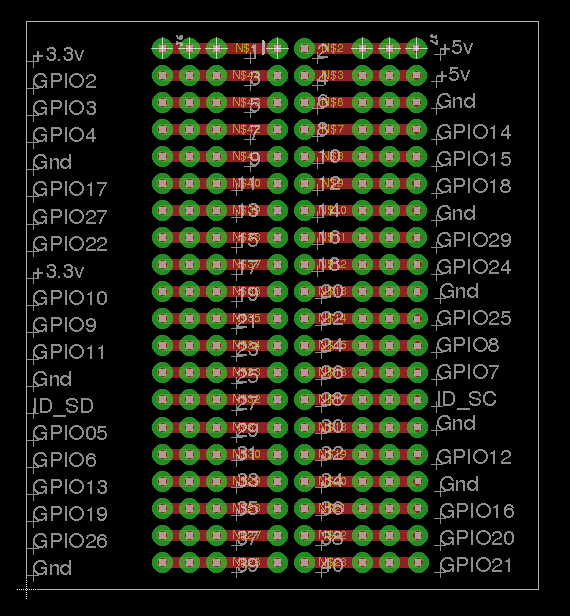 +3.3v 1 N$2 2 +5v
GPIO2 3 N$3 4 +5v
GPIO3 5 N$6 6 Gnd
GPIO4 7 N$7 8 GPIO14
Gnd 9 10 GPIO15
GPIO17 11 12 GPIO18
GPIO27 13 14 Gnd
GPIO22 15 16 GPIO29
+3.3v 17 18 GPIO24
GPIO10 19 20 Gnd
GPIO9 21 22 GPIO25
GPIO11 23 24 GPIO8
Gnd 25 26 GPIO7
ID_SD 27 28 ID_SC
GPIO05 29 30 Gnd
GPIO6 31 32 GPIO12
GPIO13 33 34 Gnd
GPIO19 35 36 GPIO16
GPIO26 37 38 GPIO20
Gnd 39 40 GPIO21